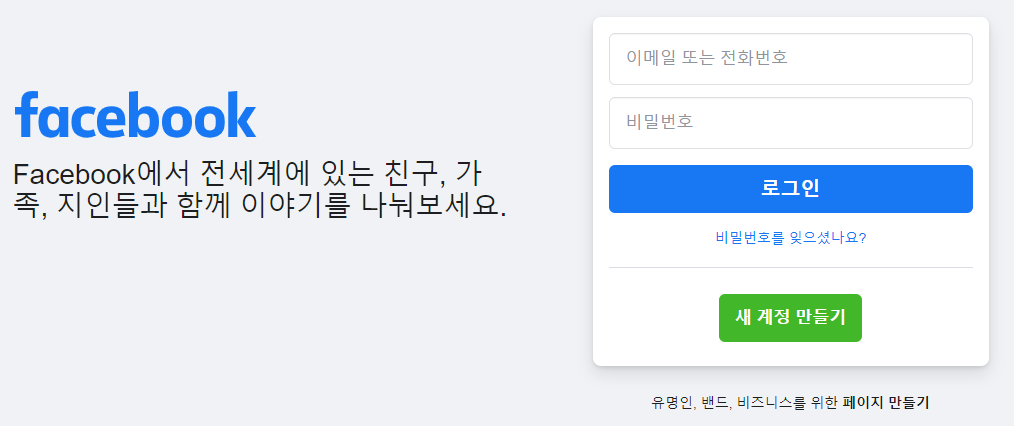 facebook
Facebook에서 전세계에 있는 친구, 가
족, 지인들과 함께 이야기를 나눠보세요.
이메일 또는 전화번호
비밀번호
로그인
비밀번호를 잊으셨나요?
새 계정 만들기
유명인, 밴드, 비즈니스를 위한 페이지 만들기